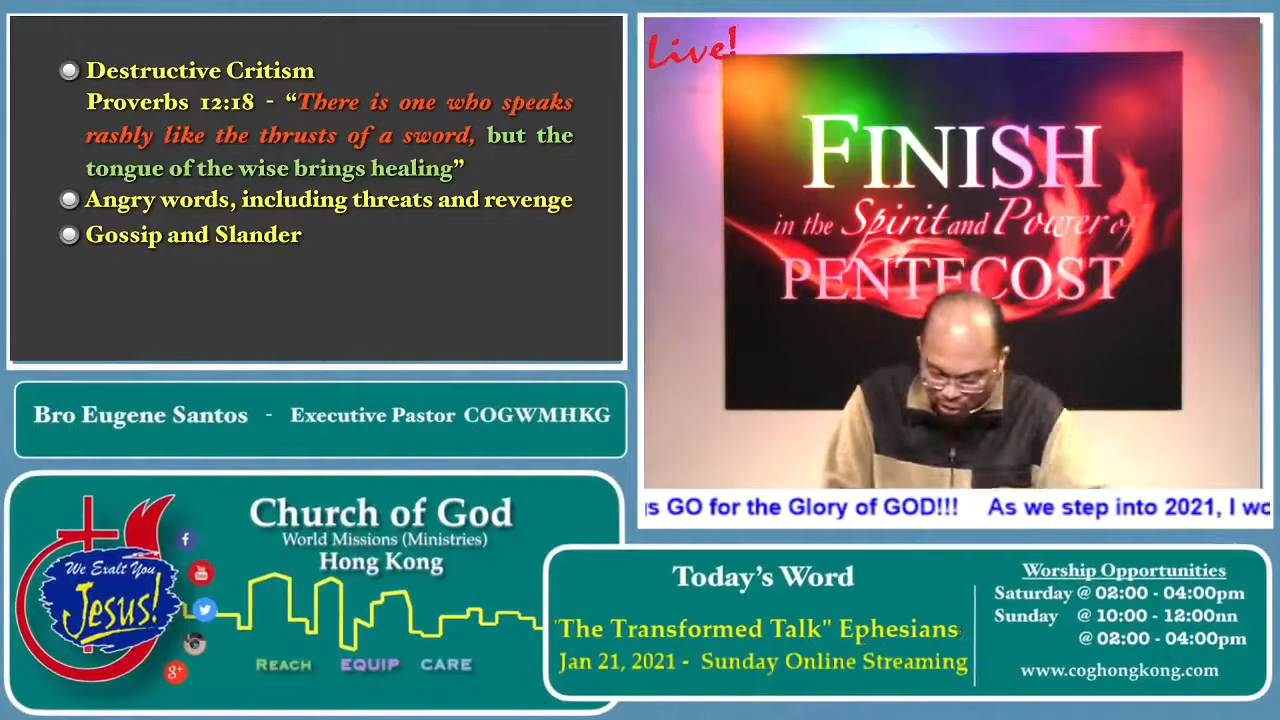 Destructive Critism
Proverbs 12:18 - “There is one who speaks
rashly like the thrusts of a sword, but the
tongue of the wise brings healing”
Angry words, including threats and revenge
Gossip and Slander
Live!
FINISH
in the Spirit and Power of
PENTECOST
Bro Eugene Santos - Executive Pastor COGWMHKG
s GO for the Glory of GOD!!! As we step into 2021, I wo
We Exalt You
Jesus!
Church of God
World Missions (Ministries)
Hong Kong
REACH EQUIP CARE
Today's Word
"The Transformed Talk" Ephesians
Jan 21, 2021 - Sunday Online Streaming
Worship Opportunities
Saturday @ 02:00 - 04:00pm
Sunday @ 10:00 - 12:00nn
@ 02:00 - 04:00pm
www.coghongkong.com